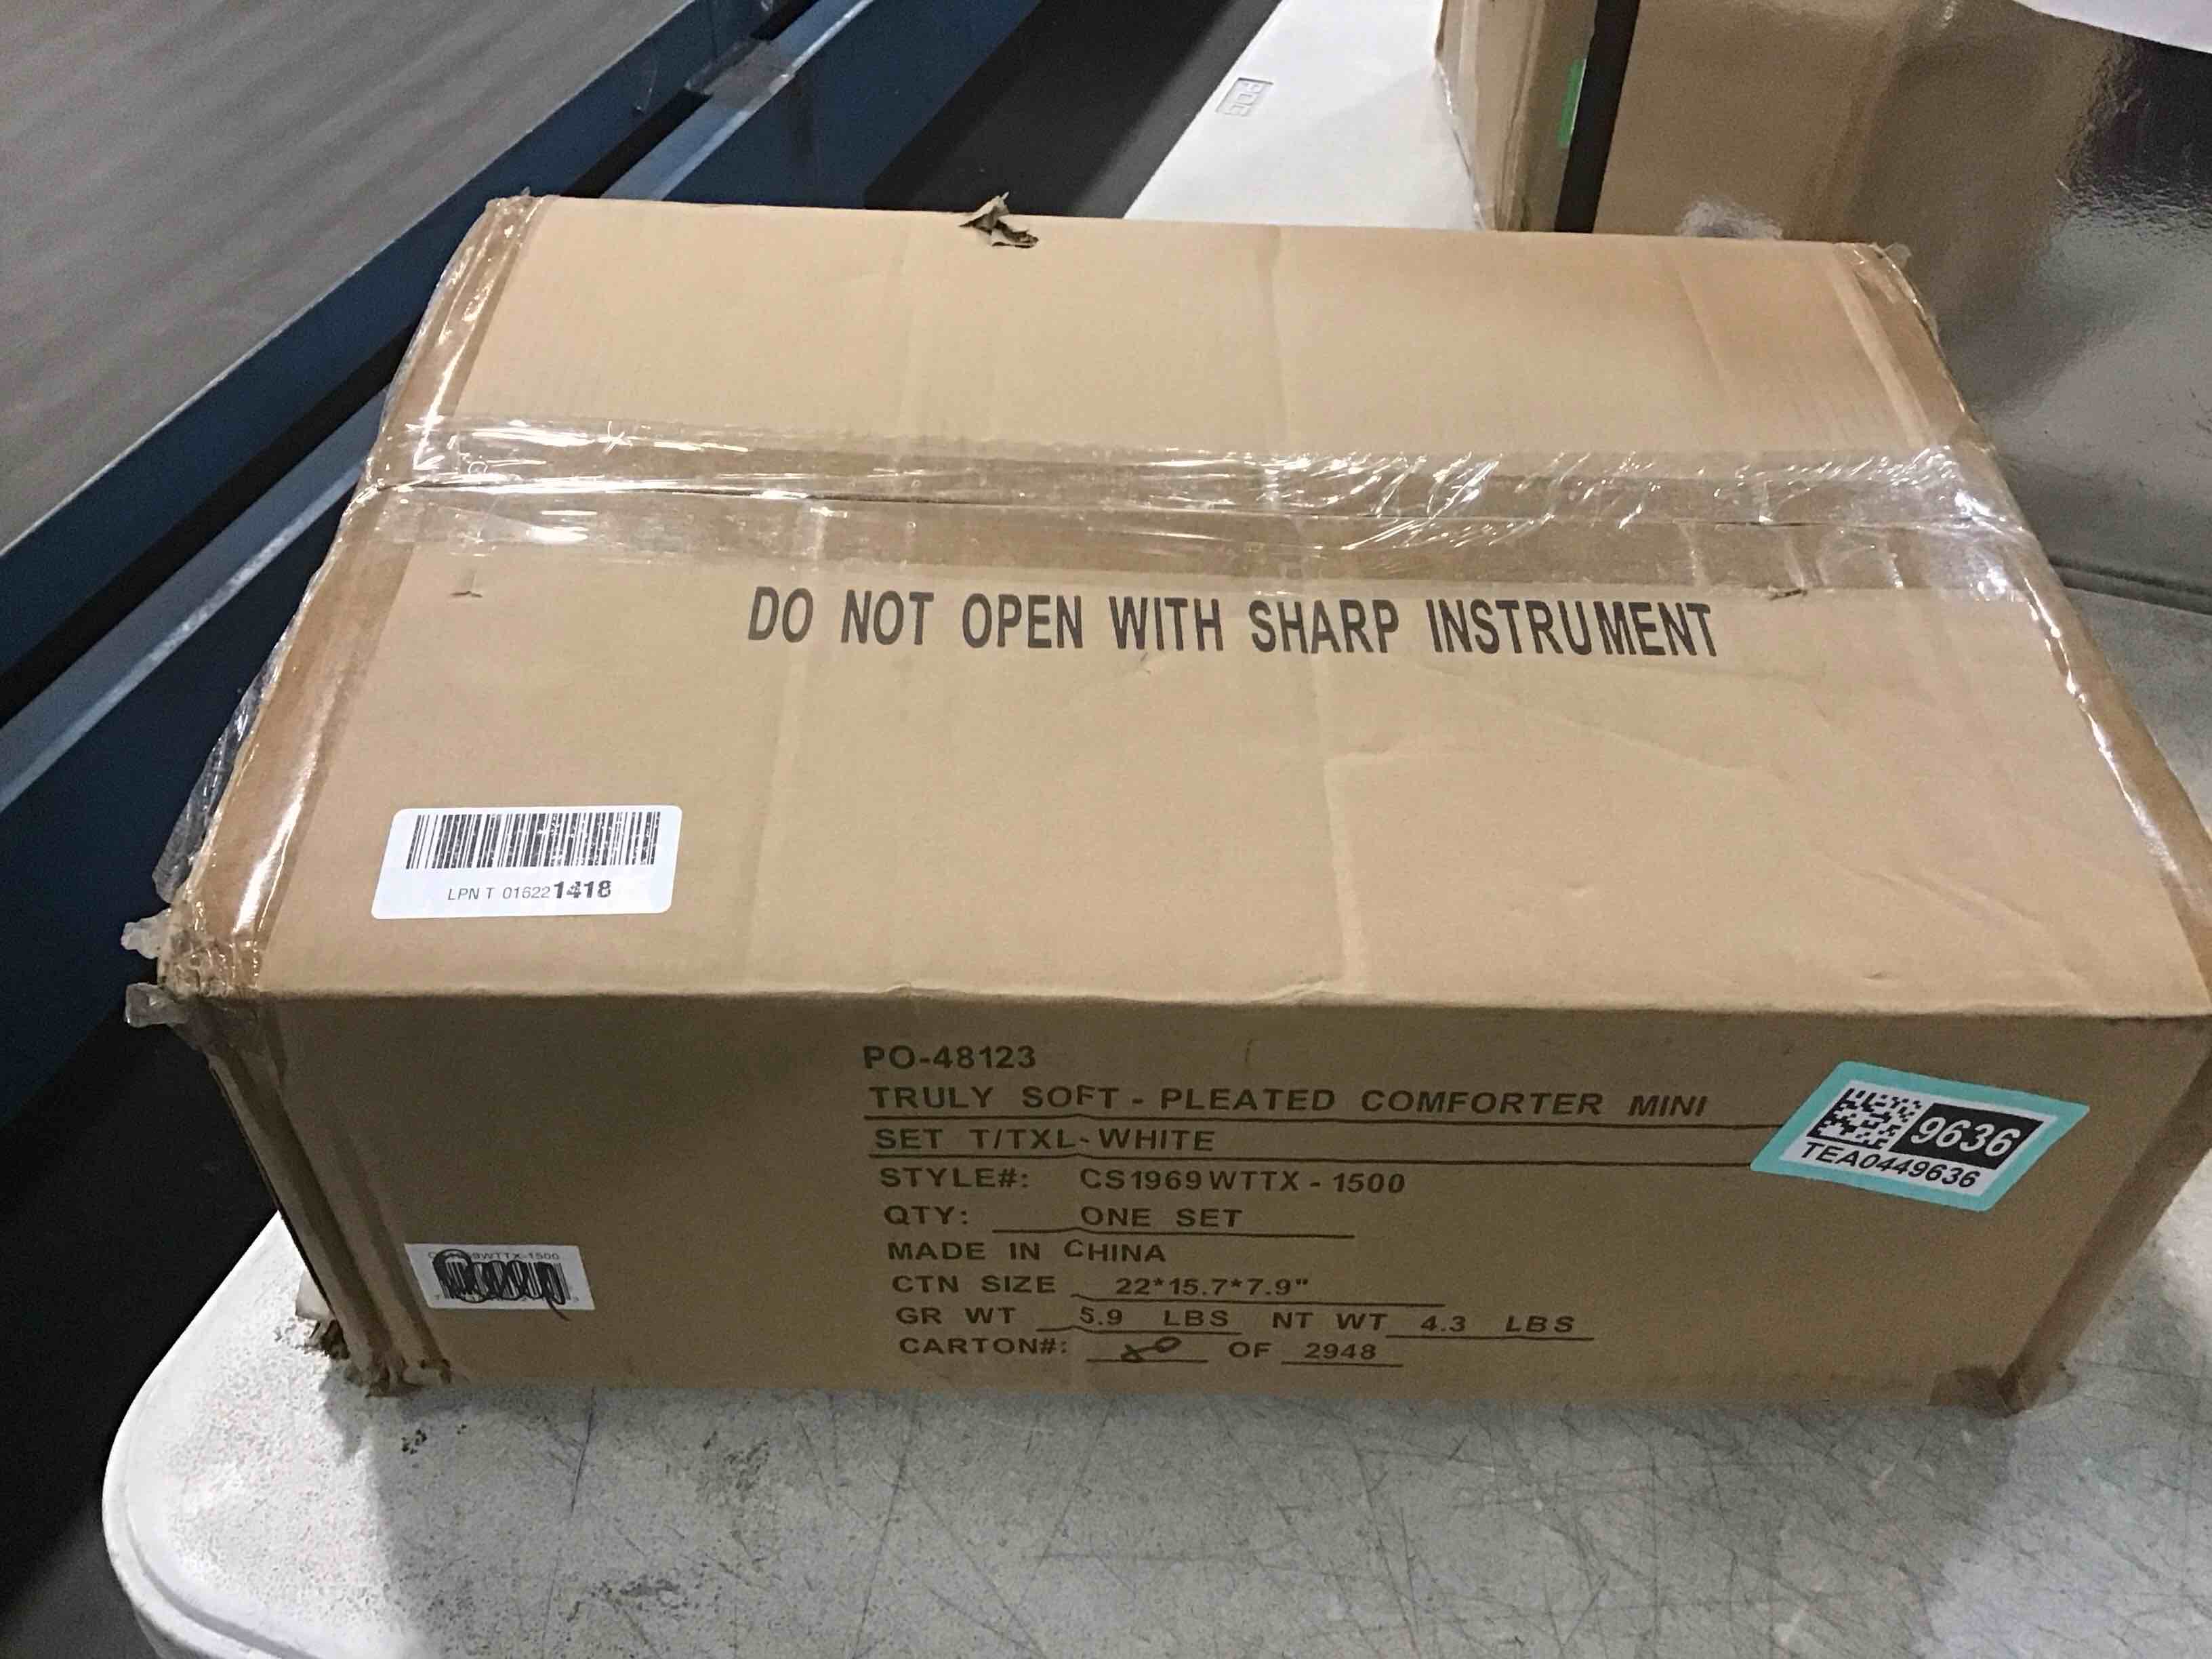 DO NOT OPEN WITH SHARP INSTRUMENT
LPN T 016221418
PO-48123
TRULY SOFT - PLEATED COMFORTER MINI
SET T/TXL-WHITE
STYLE#: CS1969WTTX-1500
QTY: ONE SET
MADE IN CHINA
CTN SIZE 22*15.7*7.9"
GR WT 5.9 LBS NT WT 4.3 LBS
CARTON#: OF 2948
9636
TEA0449636